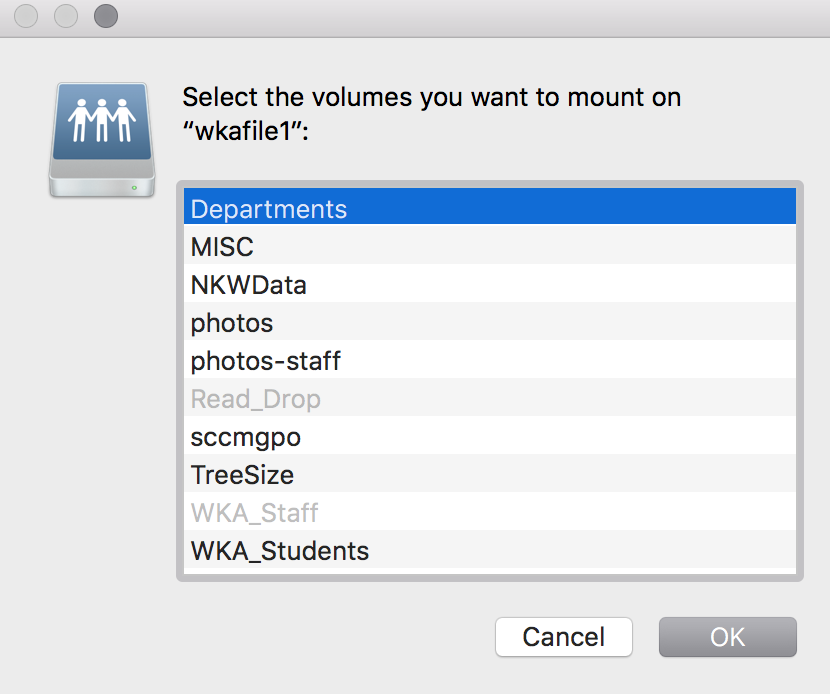 Select the volumes you want to mount on
“wkafile1”:
Departments
MISC
NKWData
photos
photos-staff
Read_Drop
sccmgpo
TreeSize
WKA_Staff
WKA_Students
Cancel
OK